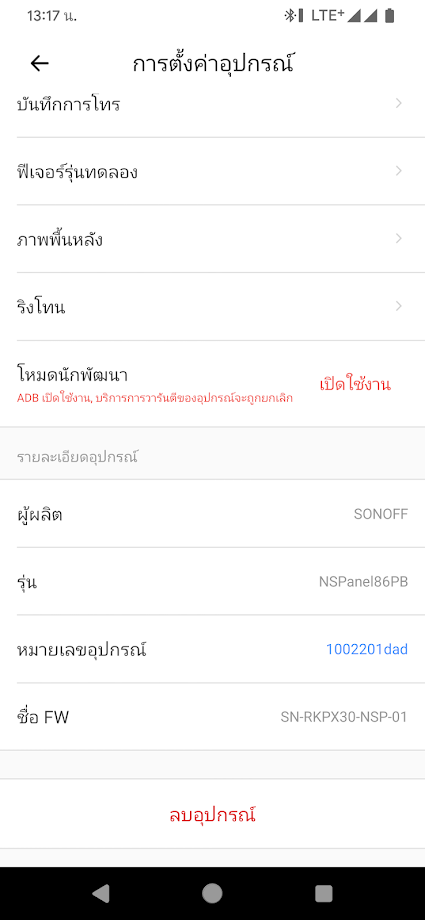 13:17 น.
LTE+
การตั้งค่าอุปกรณ์
บันทึกการโทร
ฟีเจอร์รุ่นทดลอง
ภาพพื้นหลัง
ริงโทน
โหมดนักพัฒนา
ADB เปิดใช้งาน, บริการการวารันตีของอุปกรณ์จะถูกยกเลิก
เปิดใช้งาน
รายละเอียดอุปกรณ์
ผู้ผลิต
SONOFF
รุ่น
NSPanel86PB
หมายเลขอุปกรณ์
1002201dad
ชื่อ FW
SN-RKPX30-NSP-01
ลบอุปกรณ์